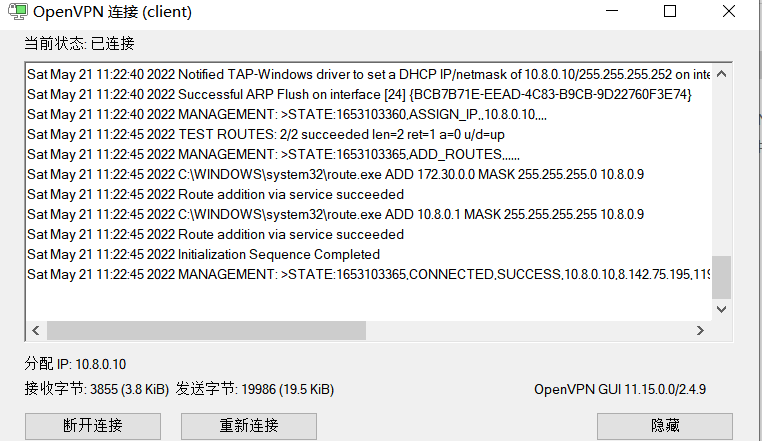 OpenVPN 连接 (client)
当前状态: 已连接
Sat May 21 11:22:40 2022 Notified TAP-Windows driver to set a DHCP IP/netmask of 10.8.0.10/255.255.255.252 on inte
Sat May 21 11:22:40 2022 Successful ARP Flush on interface [24] {BCB7B71E-EEAD-4C83-B9CB-9D22760F3E74}
Sat May 21 11:22:40 2022 MANAGEMENT: >STATE:1653103360,ASSIGN_IP,,10.8.0.10,,,,
Sat May 21 11:22:45 2022 TEST ROUTES: 2/2 succeeded len=2 ret=1 a=0 u/d=up
Sat May 21 11:22:45 2022 MANAGEMENT: >STATE:1653103365,ADD_ROUTES,,,,,,
Sat May 21 11:22:45 2022 C:\WINDOWS\system32\route.exe ADD 172.30.0.0 MASK 255.255.255.0 10.8.0.9
Sat May 21 11:22:45 2022 Route addition via service succeeded
Sat May 21 11:22:45 2022 C:\WINDOWS\system32\route.exe ADD 10.8.0.1 MASK 255.255.255.255 10.8.0.9
Sat May 21 11:22:45 2022 Route addition via service succeeded
Sat May 21 11:22:45 2022 Initialization Sequence Completed
Sat May 21 11:22:45 2022 MANAGEMENT: >STATE:1653103365,CONNECTED,SUCCESS,10.8.0.10,8.142.75.195,119
分配 IP: 10.8.0.10
接收字节: 3855 (3.8 KiB) 发送字节: 19986 (19.5 KiB) OpenVPN GUI 11.15.0.0/2.4.9
断开连接 重新连接 隐藏